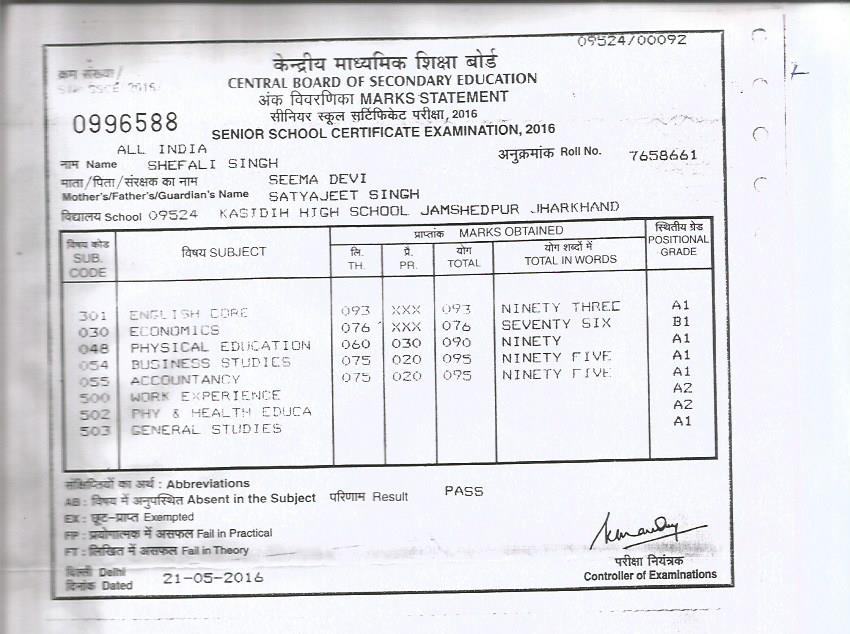 09524/00092
क्रम संख्या/
केन्द्रीय माध्यमिक शिक्षा बोर्ड
CENTRAL BOARD OF SECONDARY EDUCATION
अंक विवरणिका MARKS STATEMENT
सीनियर स्कूल सर्टिफिकेट परीक्षा, 2016
0996588
SENIOR SCHOOL CERTIFICATE EXAMINATION, 2016
ALL INDIA
नाम Name SHEFALI SINGH अनुक्रमांक Roll No. 7658661
माता/पिता/संरक्षक का नाम SEEMA DEVI
Mother's/Father's/Guardian's Name SATYAJEET SINGH
विद्यालय School 09524 KASIDIH HIGH SCHOOL JAMSHEDPUR JHARKHAND
विषय कोड SUB. CODE विषय SUBJECT प्राप्तांक MARKS OBTAINED स्थितीय ग्रेड POSITIONAL GRADE
लि. TH. प्रै. PR. योग TOTAL योग शब्दों में TOTAL IN WORDS
301 ENGLISH CORE 093 XXX 093 NINETY THREE A1
030 ECONOMICS 076 XXX 076 SEVENTY SIX B1
048 PHYSICAL EDUCATION 060 030 090 NINETY A1
054 BUSINESS STUDIES 075 020 095 NINETY FIVE A1
055 ACCOUNTANCY 075 020 095 NINETY FIVE A1
500 WORK EXPERIENCE A2
502 PHY & HEALTH EDUCA A2
503 GENERAL STUDIES A1
संक्षिप्तियों का अर्थ : Abbreviations
AB : विषय में अनुपस्थित Absent in the Subject परिणाम Result PASS
EX : छूट-प्राप्त Exempted
FP : प्रयोगात्मक में असफल Fail in Practical
FT : लिखित में असफल Fail in Theory
दिल्ली Delhi
दिनांक Dated 21-05-2016
परीक्षा नियंत्रक
Controller of Examinations